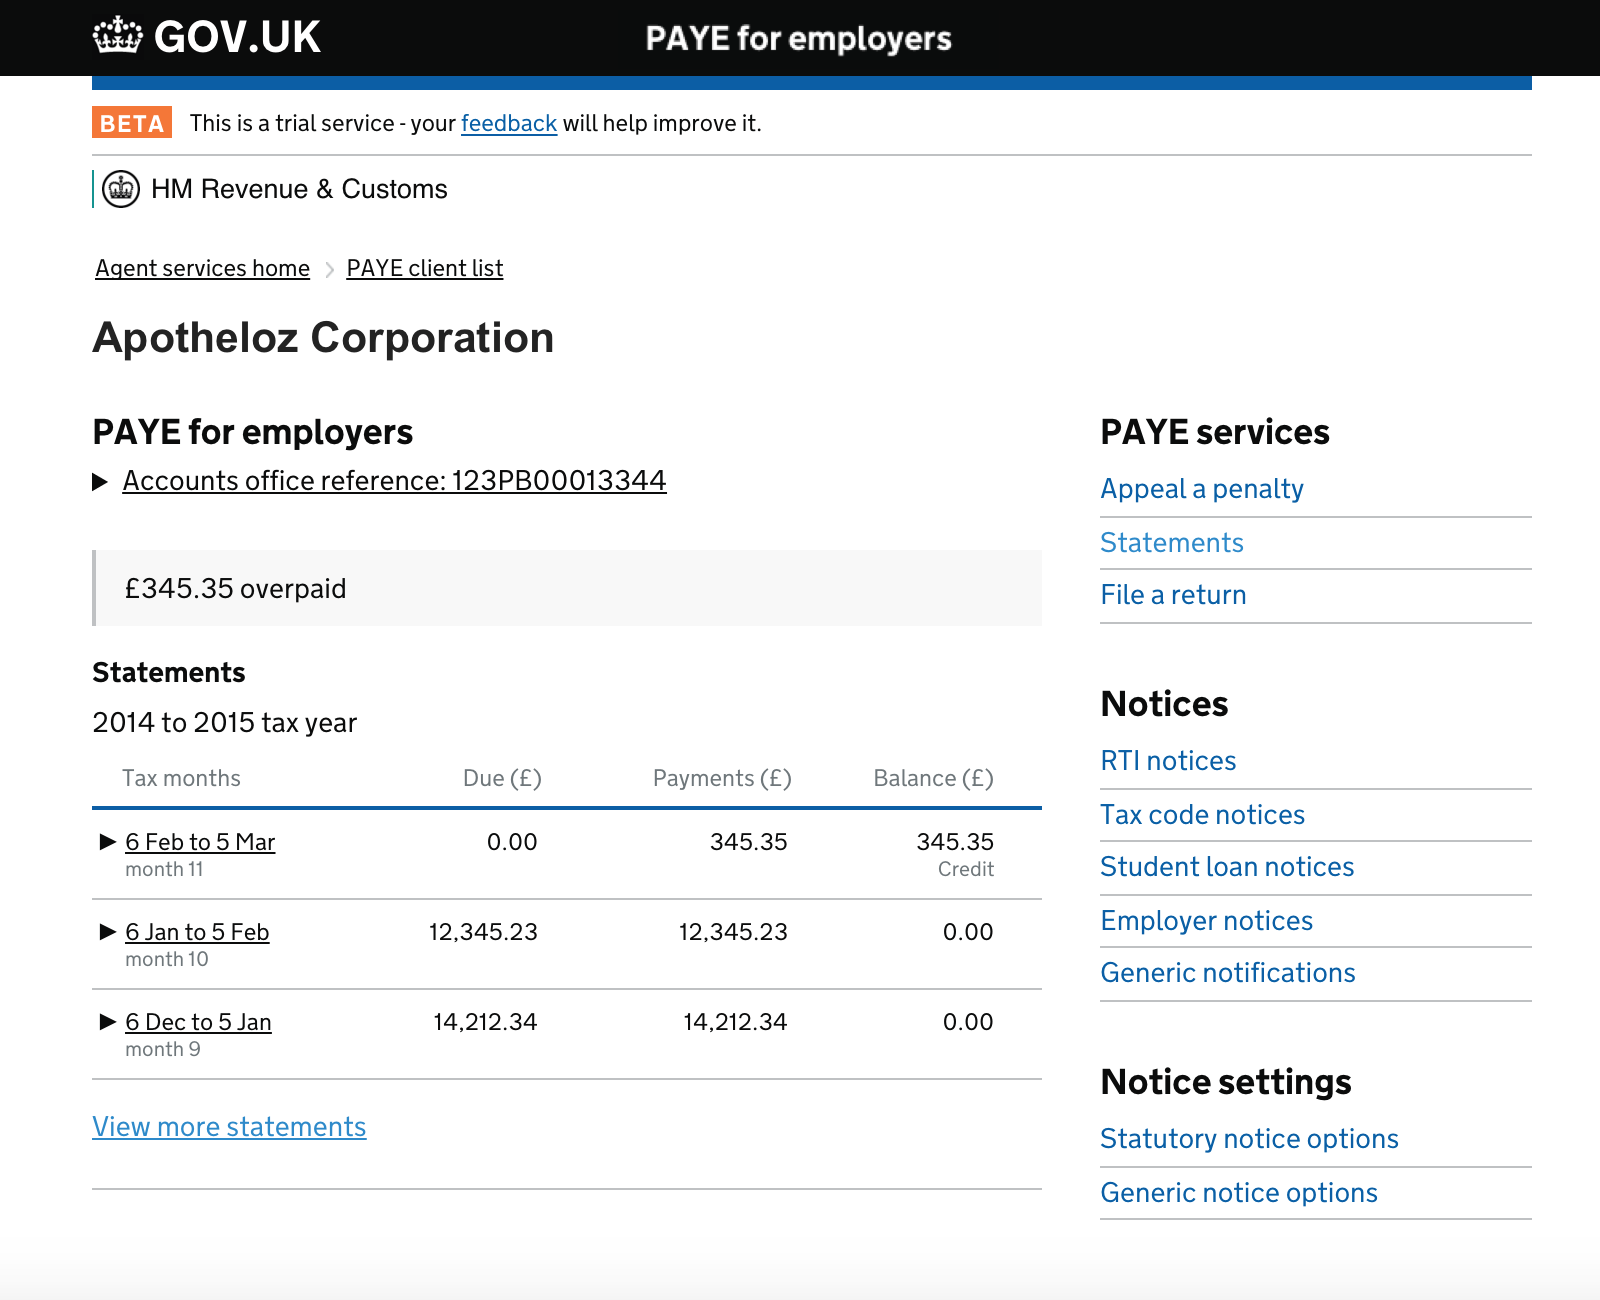 GOV.UK
PAYE for employers
BETA This is a trial service - your feedback will help improve it.
HM Revenue & Customs
Agent services home PAYE client list
Apotheloz Corporation
PAYE for employers
Accounts office reference: 123PB00013344
£345.35 overpaid
Statements
2014 to 2015 tax year
Tax months Due (£) Payments (£) Balance (£)
6 Feb to 5 Mar 0.00 345.35 345.35
month 11 Credit
6 Jan to 5 Feb 12,345.23 12,345.23 0.00
month 10
6 Dec to 5 Jan 14,212.34 14,212.34 0.00
month 9
View more statements
PAYE services
Appeal a penalty
Statements
File a return
Notices
RTI notices
Tax code notices
Student loan notices
Employer notices
Generic notifications
Notice settings
Statutory notice options
Generic notice options